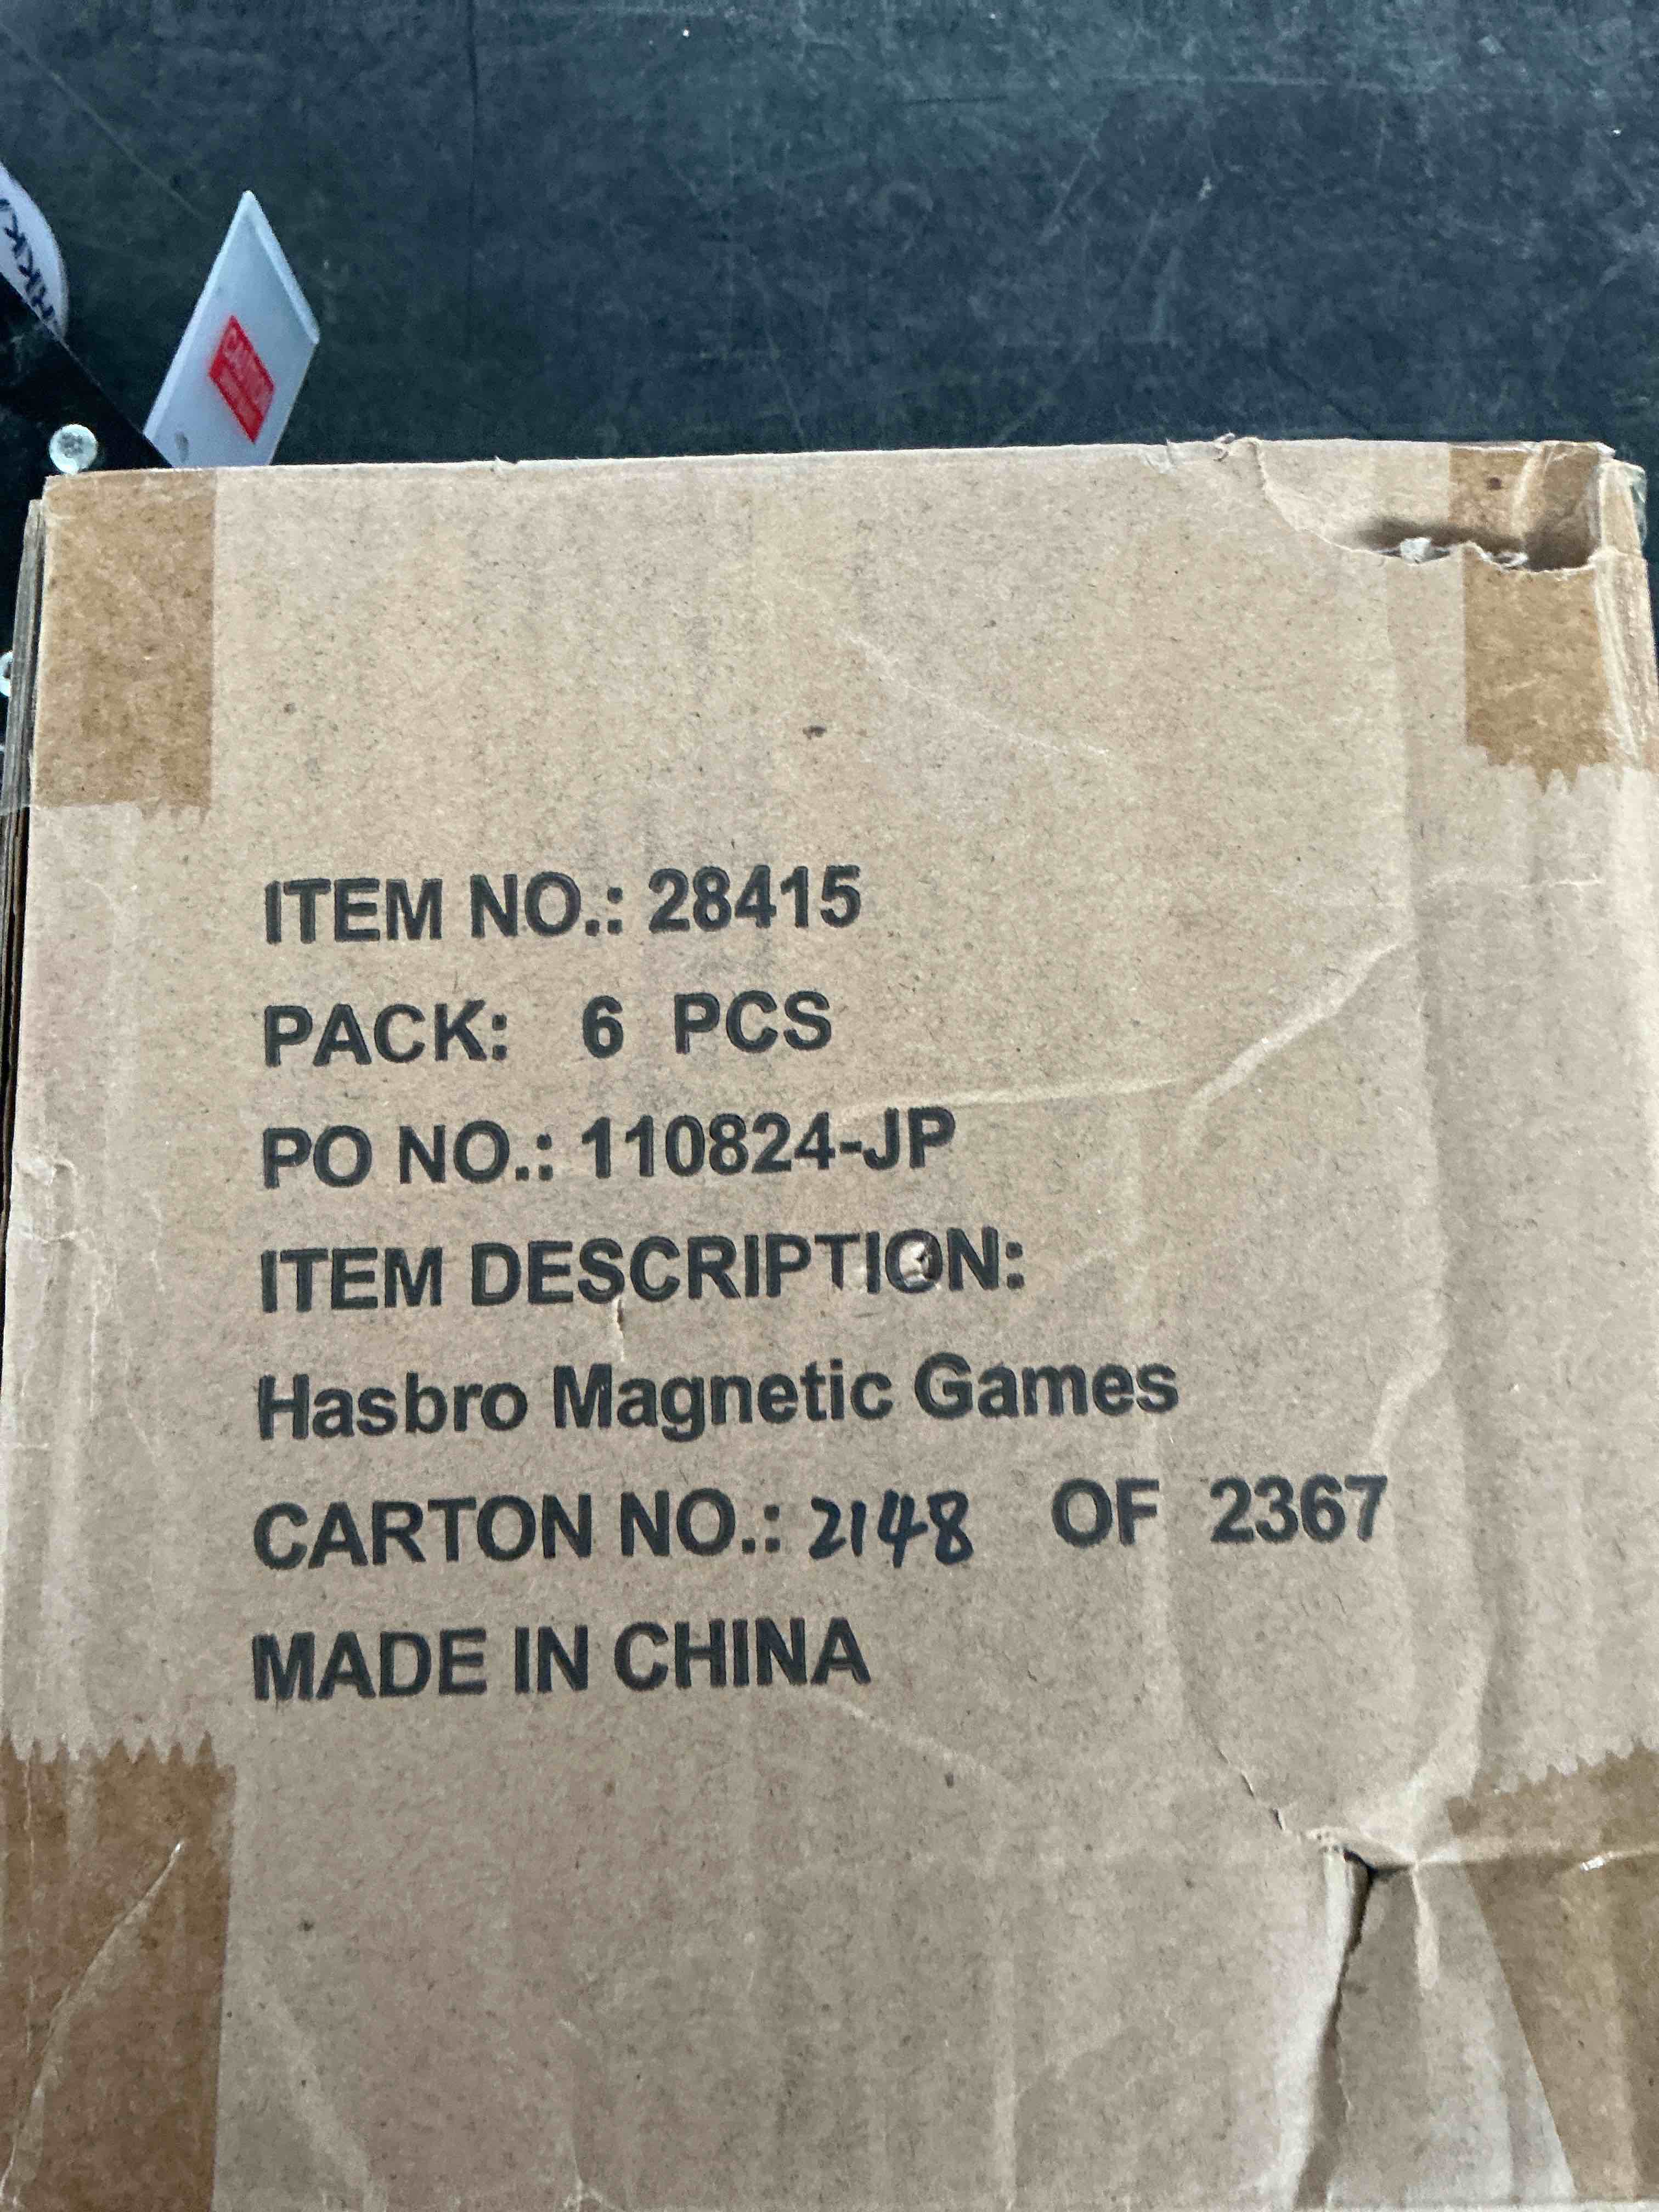 CAUTION
ITEM NO.: 28415
PACK: 6 PCS
PO NO.: 110824-JP
ITEM DESCRIPTION:
Hasbro Magnetic Games
CARTON NO.: 2148 OF 2367
MADE IN CHINA